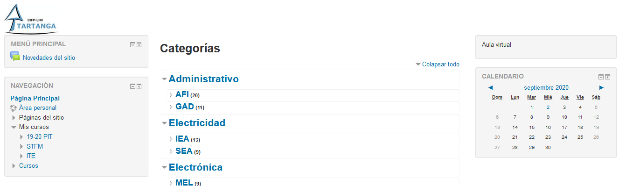 TARTANGA
MENÚ PRINCIPAL
Novedades del sitio
NAVEGACIÓN
Página Principal
Área personal
Páginas del sitio
Mis cursos
19-20 PIT
STFM
ITE
Cursos
Categorías
Colapsar todo
Administrativo
AFI (20)
GAD (11)
Electricidad
IEA (13)
SEA (9)
Electrónica
MEL (9)
Aula virtual
CALENDARIO
◄ septiembre 2020 ►
Dom Lun Mar Mié Jue Vie Sáb
1 2 3 4 5
6 7 8 9 10 11 12
13 14 15 16 17 18 19
20 21 22 23 24 25 26
27 28 29 30